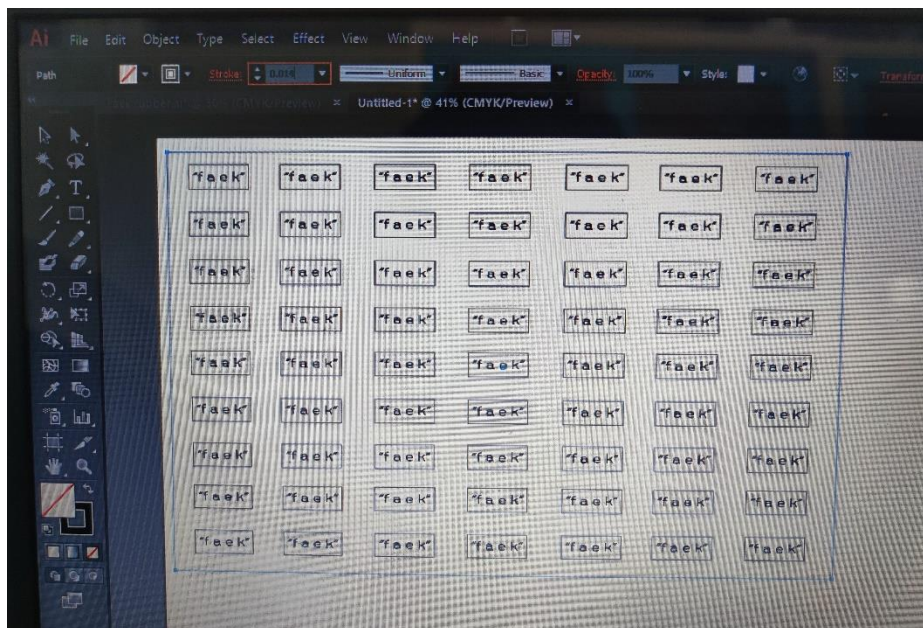 Ai File Edit Object Type Select Effect View Window Help
Path Stroke: 0.014 Uniform Basic Opacity: 100% Style: Transform
Untitled-1* @ 41% (CMYK/Preview) ×
"faek" "faek" "faek" "faek" "faek" "faek" "faek"
"faek" "faek" "faek" "faek" "faek" "faek" "faek"
"faek" "faek" "faek" "faek" "faek" "faek" "faek"
"faek" "faek" "faek" "faek" "faek" "faek" "faek"
"faek" "faek" "faek" "faek" "faek" "faek" "faek"
"faek" "faek" "faek" "faek" "faek" "faek" "faek"
"faek" "faek" "faek" "faek" "faek" "faek" "faek"
"faek" "faek" "faek" "faek" "faek" "faek" "faek"
"faek" "faek" "faek" "faek" "faek" "faek" "faek"